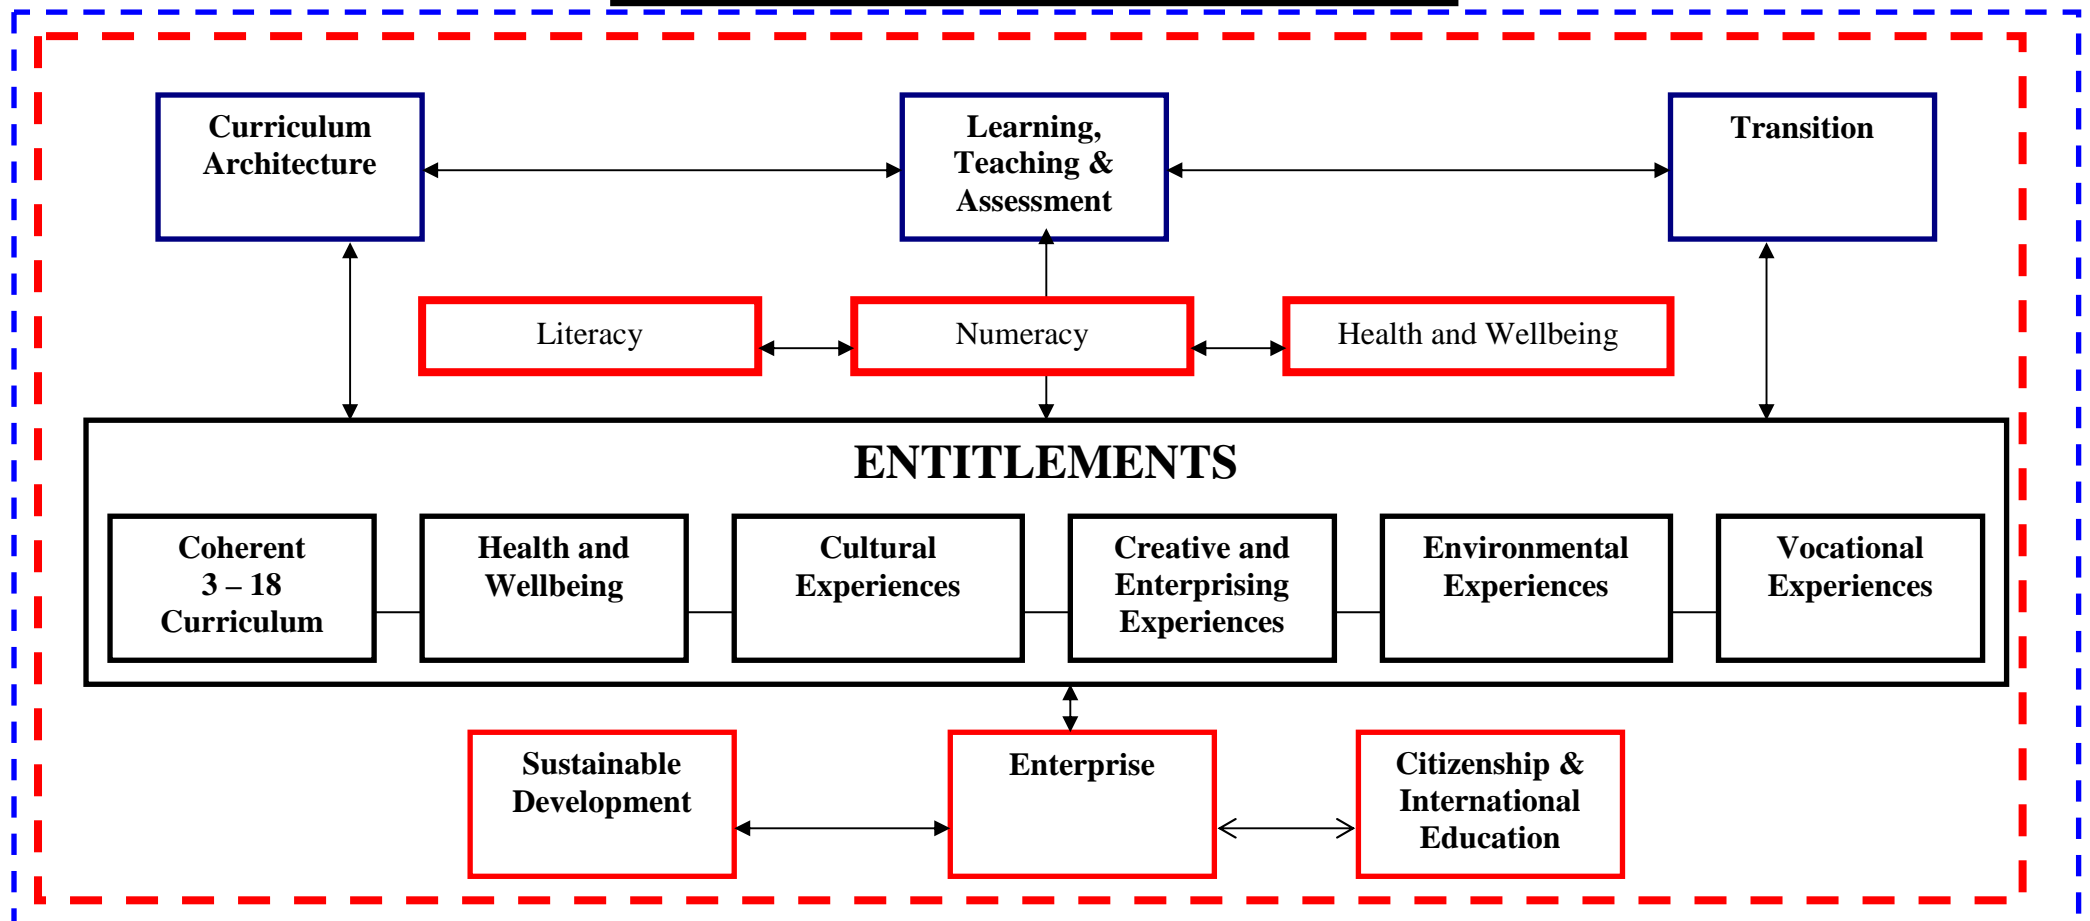 Curriculum
Architecture
Learning,
Teaching &
Assessment
Transition
Literacy
Numeracy
Health and Wellbeing
ENTITLEMENTS
Coherent
3 – 18
Curriculum
Health and
Wellbeing
Cultural
Experiences
Creative and
Enterprising
Experiences
Environmental
Experiences
Vocational
Experiences
Sustainable
Development
Enterprise
Citizenship &
International
Education